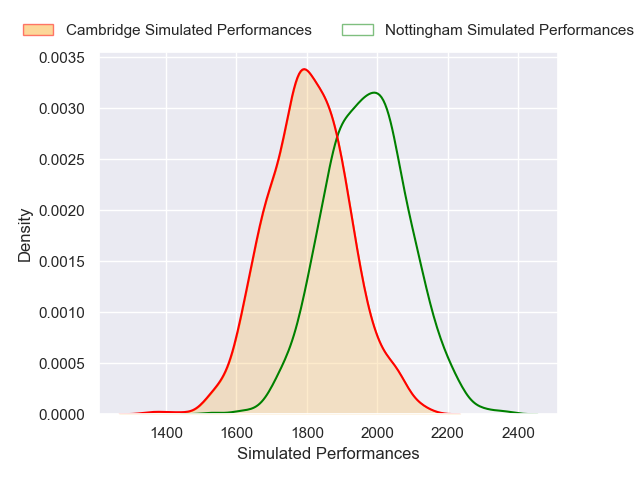 Cambridge Simulated Performances Nottingham Simulated Performances
0.0035
0.0030
0.0025
0.0020
0.0015
0.0010
0.0005
0.0000
Density
1400 1600 1800 2000 2200 2400
Simulated Performances